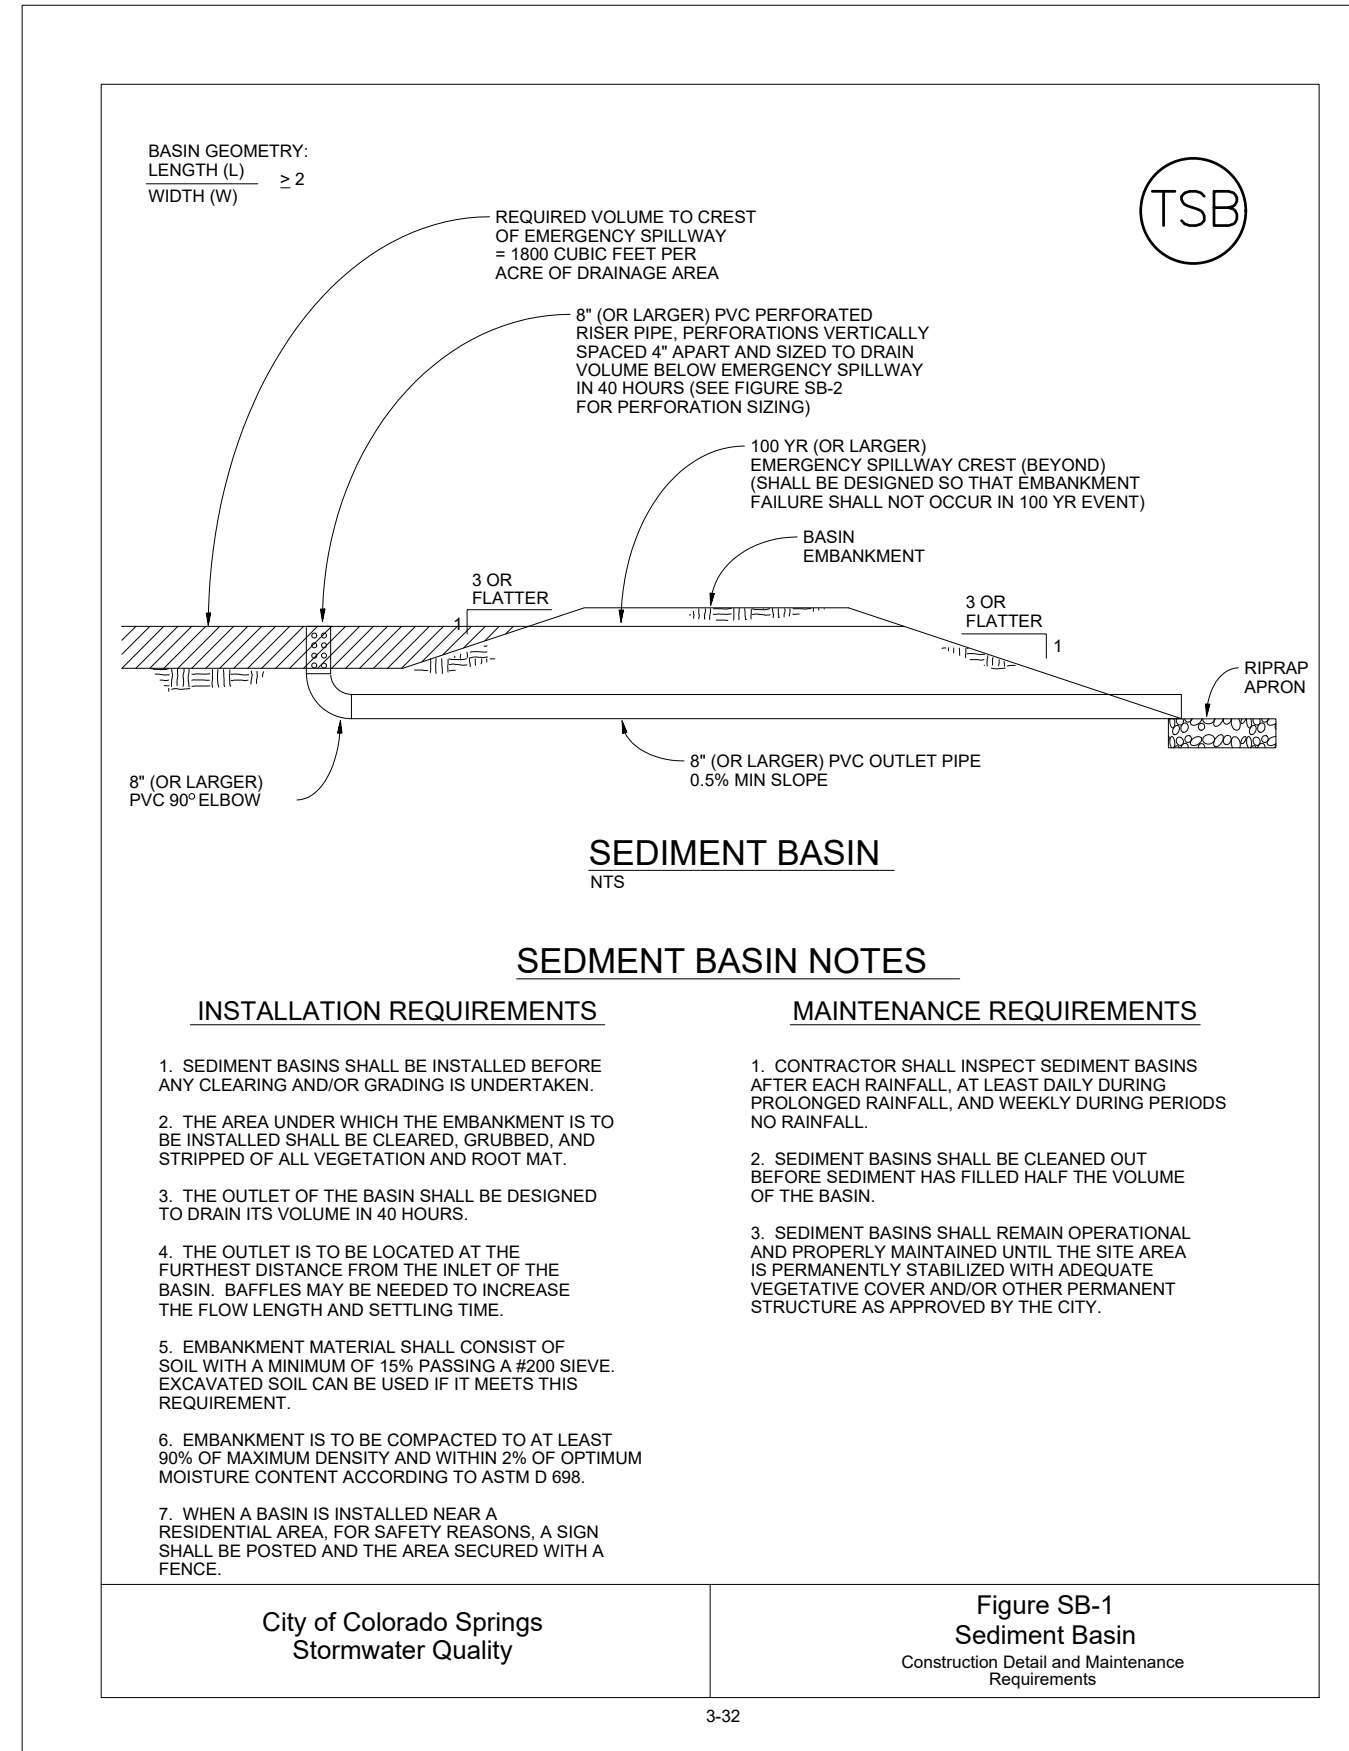 BASIN GEOMETRY:
LENGTH (L)
WIDTH (W)
≥ 2
TSB
REQUIRED VOLUME TO CREST
OF EMERGENCY SPILLWAY
= 1800 CUBIC FEET PER
ACRE OF DRAINAGE AREA
8" (OR LARGER) PVC PERFORATED
RISER PIPE, PERFORATIONS VERTICALLY
SPACED 4" APART AND SIZED TO DRAIN
VOLUME BELOW EMERGENCY SPILLWAY
IN 40 HOURS (SEE FIGURE SB-2
FOR PERFORATION SIZING)
100 YR (OR LARGER)
EMERGENCY SPILLWAY CREST (BEYOND)
(SHALL BE DESIGNED SO THAT EMBANKMENT
FAILURE SHALL NOT OCCUR IN 100 YR EVENT)
BASIN
EMBANKMENT
3 OR
FLATTER
1
3 OR
FLATTER
1
RIPRAP
APRON
8" (OR LARGER) PVC OUTLET PIPE
0.5% MIN SLOPE
8" (OR LARGER)
PVC 90° ELBOW
SEDIMENT BASIN
NTS
SEDMENT BASIN NOTES
INSTALLATION REQUIREMENTS
1. SEDIMENT BASINS SHALL BE INSTALLED BEFORE
ANY CLEARING AND/OR GRADING IS UNDERTAKEN.
2. THE AREA UNDER WHICH THE EMBANKMENT IS TO
BE INSTALLED SHALL BE CLEARED, GRUBBED, AND
STRIPPED OF ALL VEGETATION AND ROOT MAT.
3. THE OUTLET OF THE BASIN SHALL BE DESIGNED
TO DRAIN ITS VOLUME IN 40 HOURS.
4. THE OUTLET IS TO BE LOCATED AT THE
FURTHEST DISTANCE FROM THE INLET OF THE
BASIN. BAFFLES MAY BE NEEDED TO INCREASE
THE FLOW LENGTH AND SETTLING TIME.
5. EMBANKMENT MATERIAL SHALL CONSIST OF
SOIL WITH A MINIMUM OF 15% PASSING A #200 SIEVE.
EXCAVATED SOIL CAN BE USED IF IT MEETS THIS
REQUIREMENT.
6. EMBANKMENT IS TO BE COMPACTED TO AT LEAST
90% OF MAXIMUM DENSITY AND WITHIN 2% OF OPTIMUM
MOISTURE CONTENT ACCORDING TO ASTM D 698.
7. WHEN A BASIN IS INSTALLED NEAR A
RESIDENTIAL AREA, FOR SAFETY REASONS, A SIGN
SHALL BE POSTED AND THE AREA SECURED WITH A
FENCE.
MAINTENANCE REQUIREMENTS
1. CONTRACTOR SHALL INSPECT SEDIMENT BASINS
AFTER EACH RAINFALL, AT LEAST DAILY DURING
PROLONGED RAINFALL, AND WEEKLY DURING PERIODS
NO RAINFALL.
2. SEDIMENT BASINS SHALL BE CLEANED OUT
BEFORE SEDIMENT HAS FILLED HALF THE VOLUME
OF THE BASIN.
3. SEDIMENT BASINS SHALL REMAIN OPERATIONAL
AND PROPERLY MAINTAINED UNTIL THE SITE AREA
IS PERMANENTLY STABILIZED WITH ADEQUATE
VEGETATIVE COVER AND/OR OTHER PERMANENT
STRUCTURE AS APPROVED BY THE CITY.
City of Colorado Springs
Stormwater Quality
Figure SB-1
Sediment Basin
Construction Detail and Maintenance
Requirements
3-32